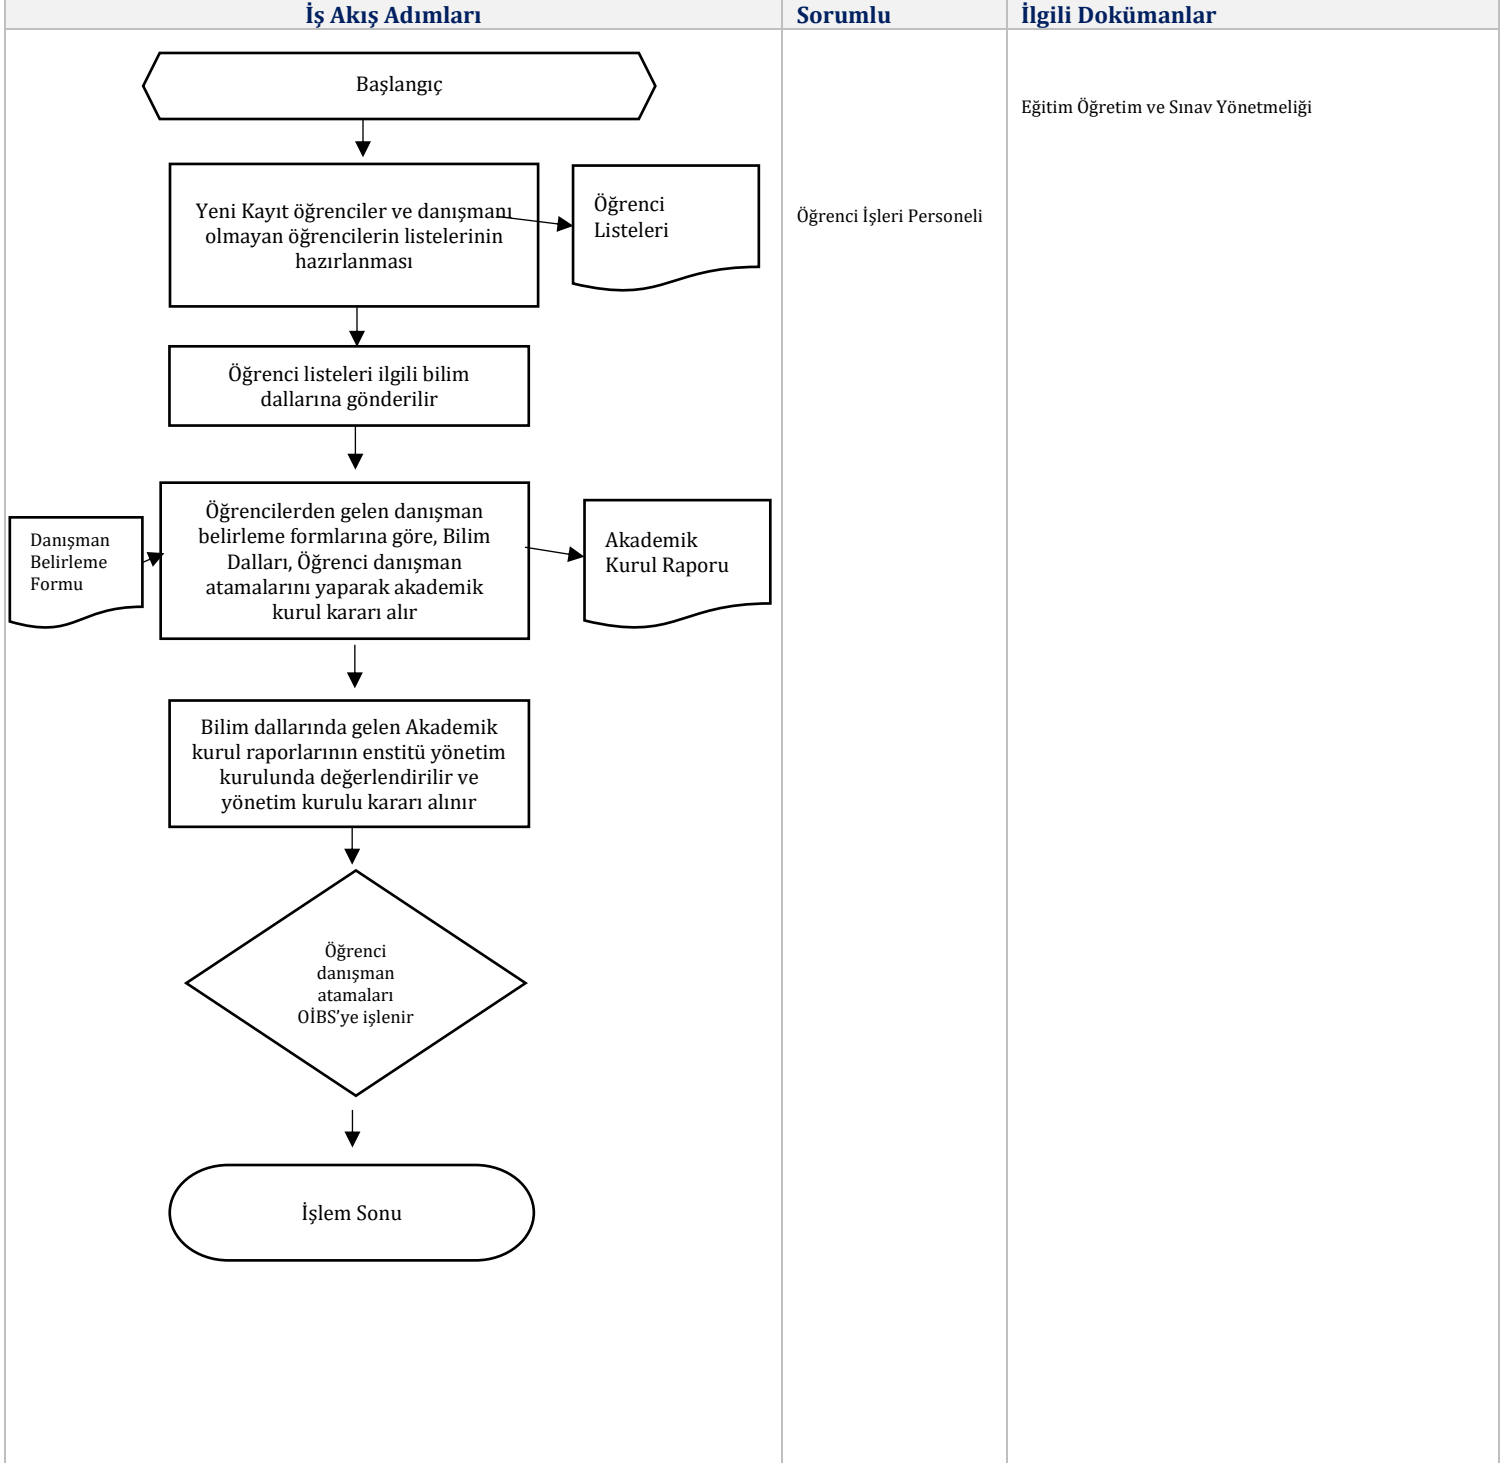 İş Akış Adımları
Sorumlu
İlgili Dokümanlar
Başlangıç
Eğitim Öğretim ve Sınav Yönetmeliği
Yeni Kayıt öğrenciler ve danışmanı
olmayan öğrencilerin listelerinin
hazırlanması
Öğrenci
Listeleri
Öğrenci İşleri Personeli
Öğrenci listeleri ilgili bilim
dallarına gönderilir
Danışman
Belirleme
Formu
Öğrencilerden gelen danışman
belirleme formlarına göre, Bilim
Dalları, Öğrenci danışman
atamalarını yaparak akademik
kurul kararı alır
Akademik
Kurul Raporu
Bilim dallarında gelen Akademik
kurul raporlarının enstitü yönetim
kurulunda değerlendirilir ve
yönetim kurulu kararı alınır
Öğrenci
danışman
atamaları
OİBS’ye işlenir
İşlem Sonu